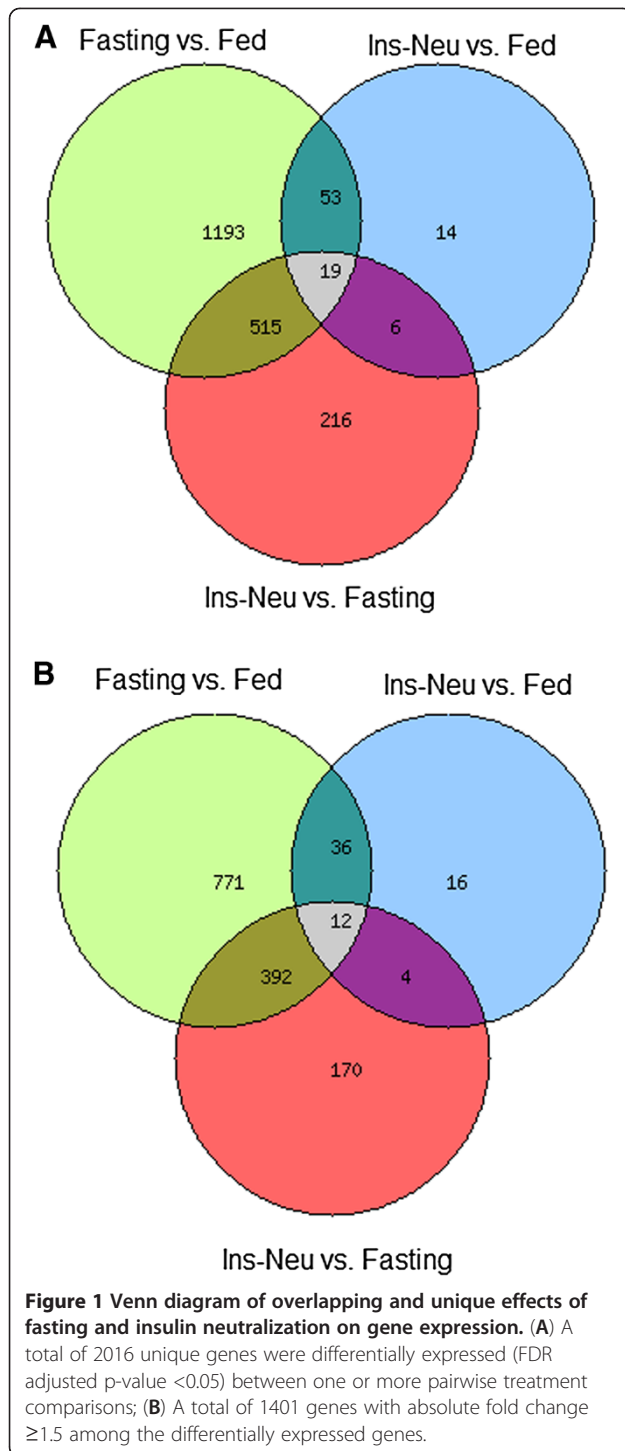 A
Fasting vs. Fed
Ins-Neu vs. Fed
53
1193
14
19
515
6
216
Ins-Neu vs. Fasting
B
Fasting vs. Fed
Ins-Neu vs. Fed
36
771
16
12
392
4
170
Ins-Neu vs. Fasting
Figure 1 Venn diagram of overlapping and unique effects of
fasting and insulin neutralization on gene expression. (A) A
total of 2016 unique genes were differentially expressed (FDR
adjusted p-value <0.05) between one or more pairwise treatment
comparisons; (B) A total of 1401 genes with absolute fold change
≥1.5 among the differentially expressed genes.